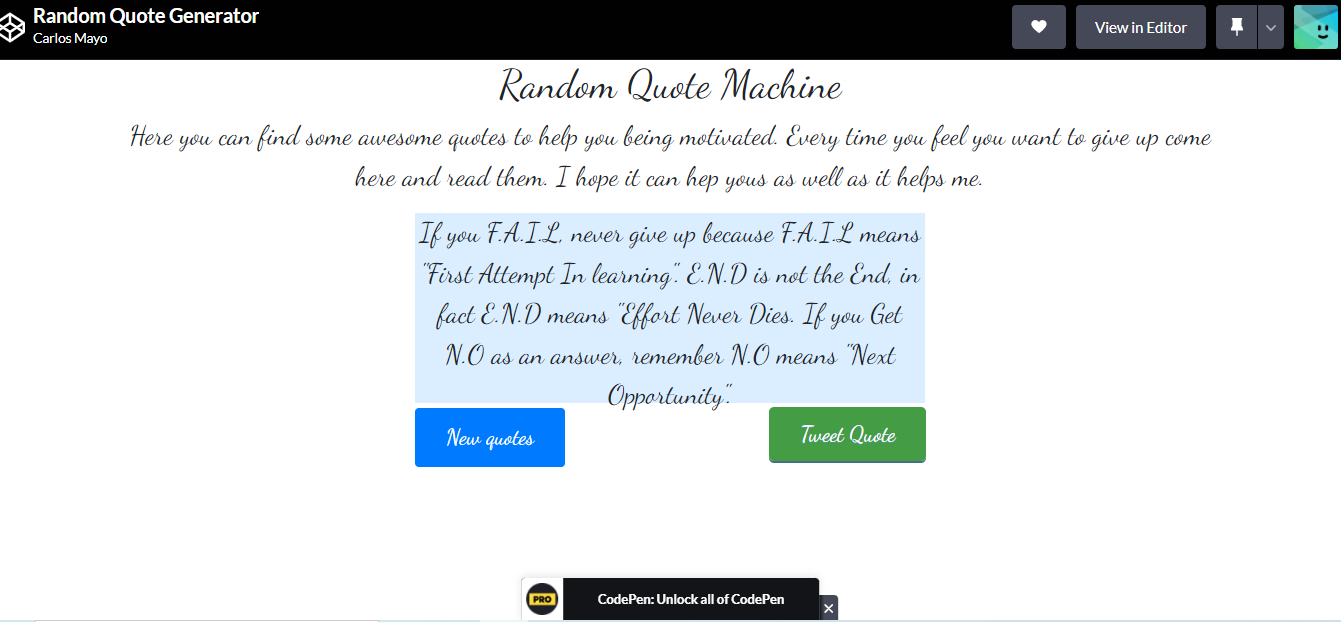 Random Quote Generator
Carlos Mayo
View in Editor
Random Quote Machine
Here you can find some awesome quotes to help you being motivated. Every time you feel you want to give up come
here and read them. I hope it can hep yous as well as it helps me.
If you F.A.I.L, never give up because F.A.I.L means
"First Attempt In learning". E.N.D is not the End, in
fact E.N.D means "Effort Never Dies. If you Get
N.O as an answer, remember N.O means "Next
Opportunity".
New quotes
Tweet Quote
PRO
CodePen: Unlock all of CodePen